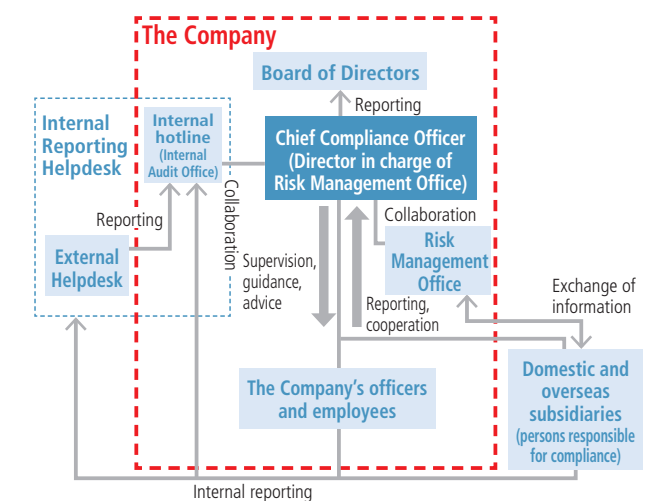 The Company
Board of Directors
Reporting
Internal
Reporting
Helpdesk
Internal
hotline
(Internal
Audit Office)
Chief Compliance Officer
(Director in charge of
Risk Management Office)
Collaboration
Reporting
External
Helpdesk
Supervision,
guidance,
advice
Collaboration
Risk
Management
Office
Reporting,
cooperation
Exchange of
information
The Company’s officers
and employees
Domestic and
overseas
subsidiaries
(persons responsible
for compliance)
Internal reporting